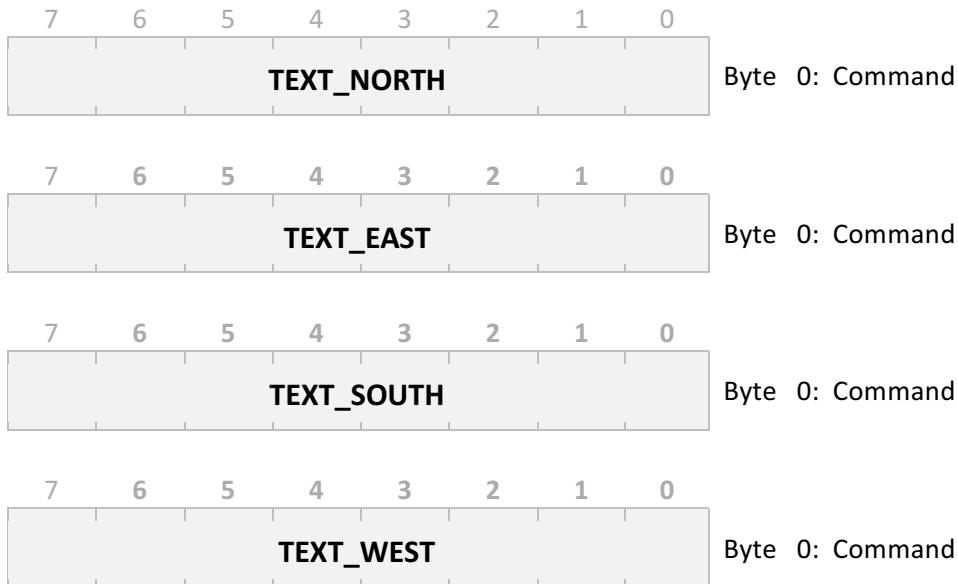 7 6 5 4 3 2 1 0
TEXT_NORTH Byte 0: Command
7 6 5 4 3 2 1 0
TEXT_EAST Byte 0: Command
7 6 5 4 3 2 1 0
TEXT_SOUTH Byte 0: Command
7 6 5 4 3 2 1 0
TEXT_WEST Byte 0: Command